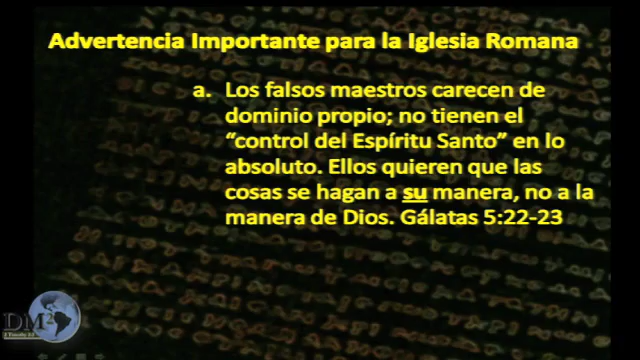 Advertencia Importante para la Iglesia Romana
a. Los falsos maestros carecen de
dominio propio; no tienen el
“control del Espíritu Santo” en lo
absoluto. Ellos quieren que las
cosas se hagan a su manera, no a la
manera de Dios. Gálatas 5:22-23
DM2